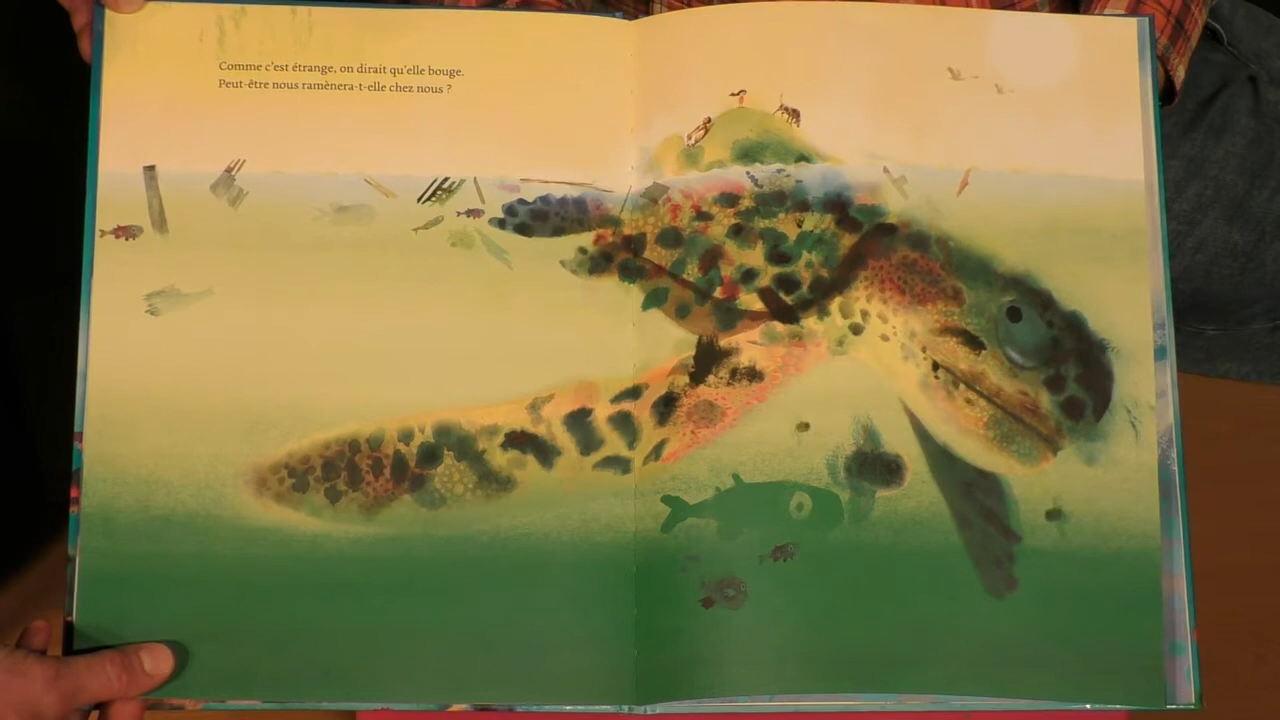 Comme c'est étrange, on dirait qu'elle bouge.
Peut-être nous ramènera-t-elle chez nous ?